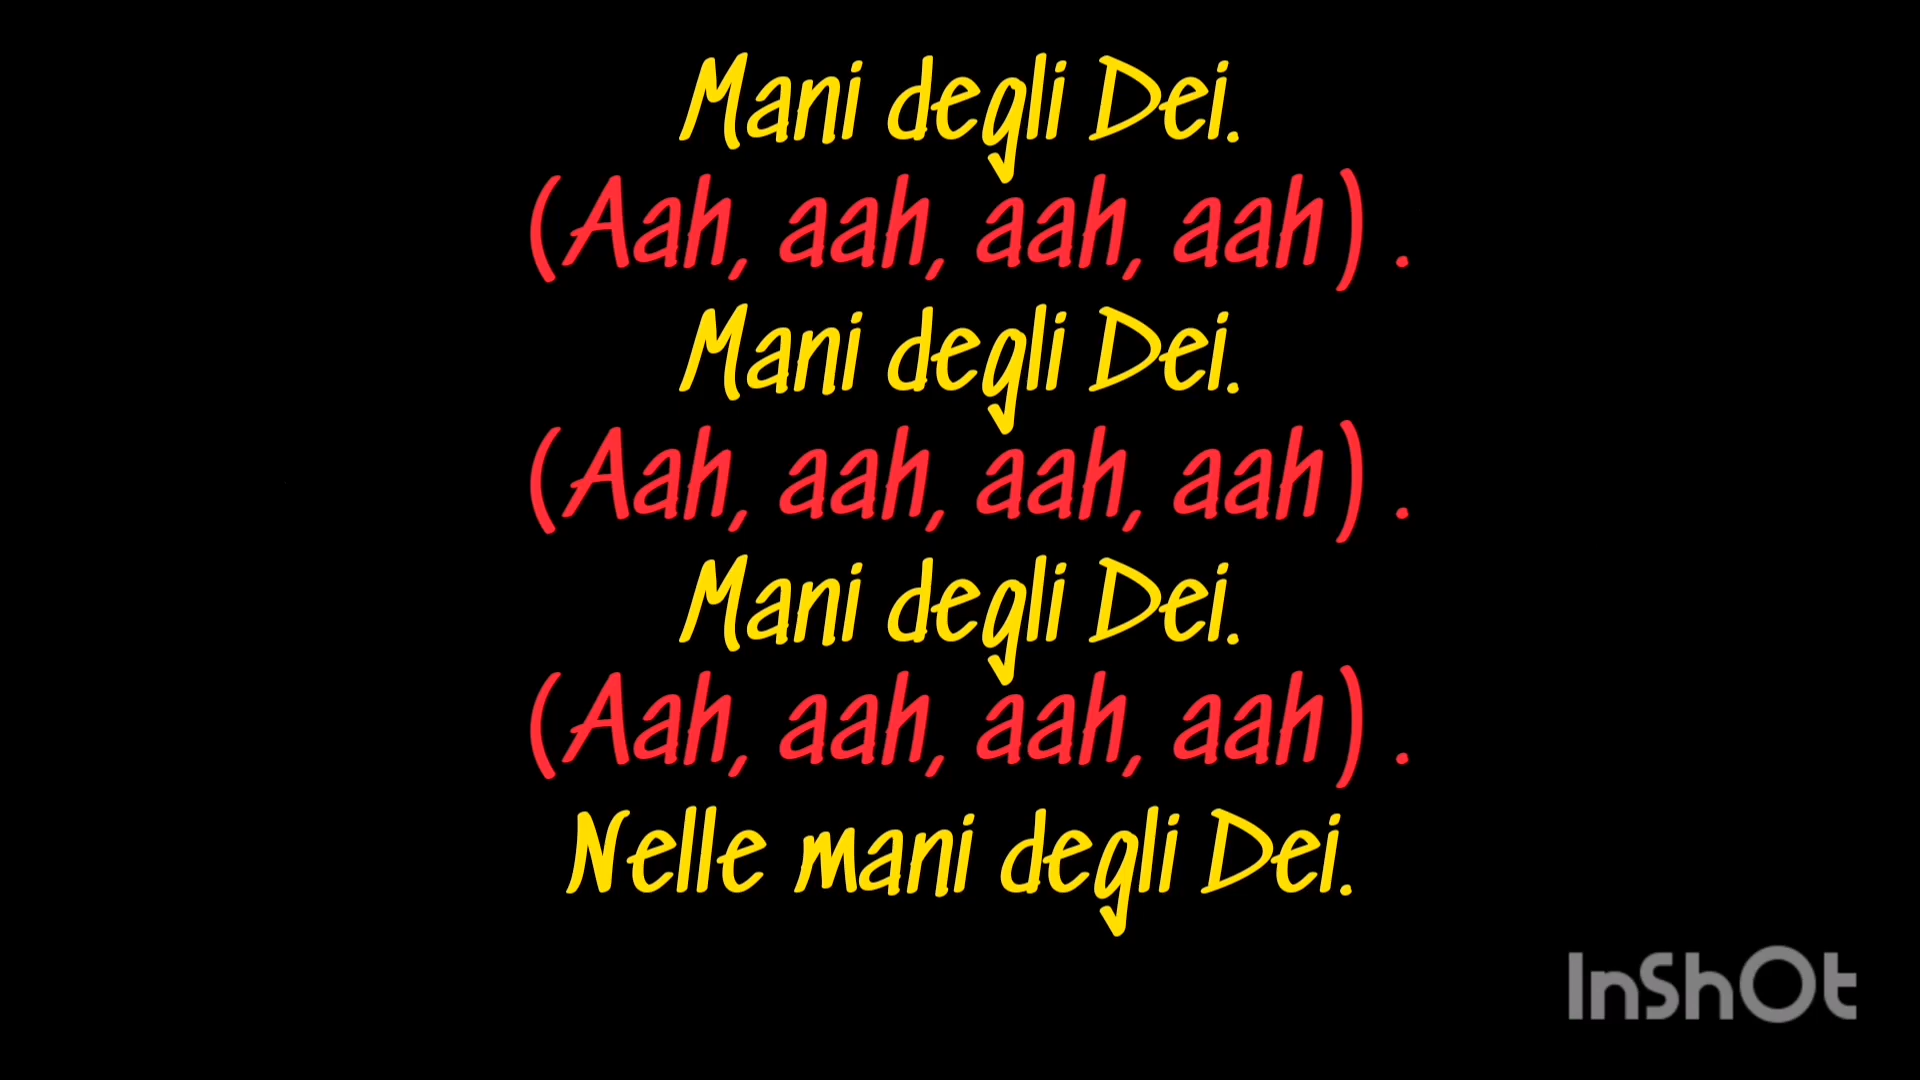 Mani degli Dei.
(Aah, aah, aah, aah) .
Mani degli Dei.
(Aah, aah, aah, aah) .
Mani degli Dei.
(Aah, aah, aah, aah) .
Nelle mani degli Dei.
InShOt